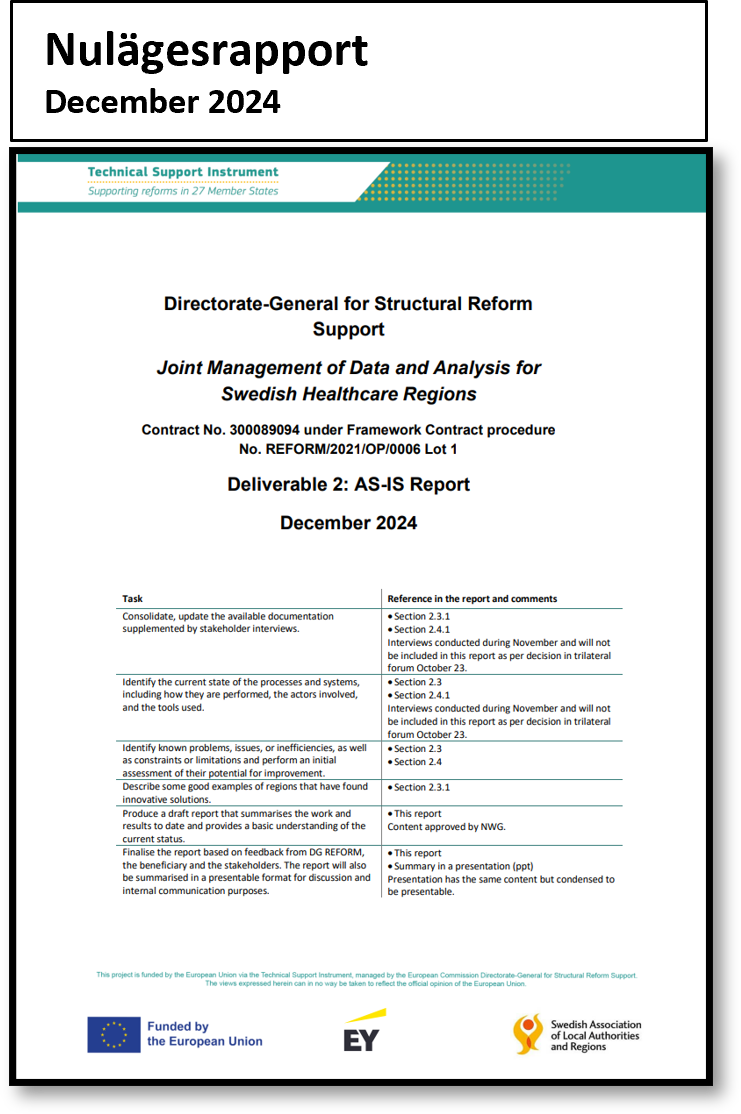 Nulägesrapport
December 2024
Technical Support Instrument
Supporting reforms in 27 Member States
Directorate-General for Structural Reform
Support
Joint Management of Data and Analysis for
Swedish Healthcare Regions
Contract No. 300089094 under Framework Contract procedure
No. REFORM/2021/OP/0006 Lot 1
Deliverable 2: AS-IS Report
December 2024
Task
Reference in the report and comments
Consolidate, update the available documentation
supplemented by stakeholder interviews.
• Section 2.3.1
• Section 2.4.1
Interviews conducted during November and will not
be included in this report as per decision in trilateral
forum October 23.
Identify the current state of the processes and systems,
including how they are performed, the actors involved,
and the tools used.
• Section 2.3
• Section 2.4.1
Interviews conducted during November and will not
be included in this report as per decision in trilateral
forum October 23.
Identify known problems, issues, or inefficiencies, as well
as constraints or limitations and perform an initial
assessment of their potential for improvement.
• Section 2.3
• Section 2.4
Describe some good examples of regions that have found
innovative solutions.
• Section 2.3.1
Produce a draft report that summarises the work and
results to date and provides a basic understanding of the
current status.
• This report
Content approved by NWG.
Finalise the report based on feedback from DG REFORM,
the beneficiary and the stakeholders. The report will also
be summarised in a presentable format for discussion and
internal communication purposes.
• This report
• Summary in a presentation (ppt)
Presentation has the same content but condensed to
be presentable.
This project is funded by the European Union via the Technical Support Instrument, managed by the European Commission Directorate-General for Structural Reform Support.
The views expressed herein can in no way be taken to reflect the official opinion of the European Union.
Funded by
the European Union
EY
Swedish Association
of Local Authorities
and Regions